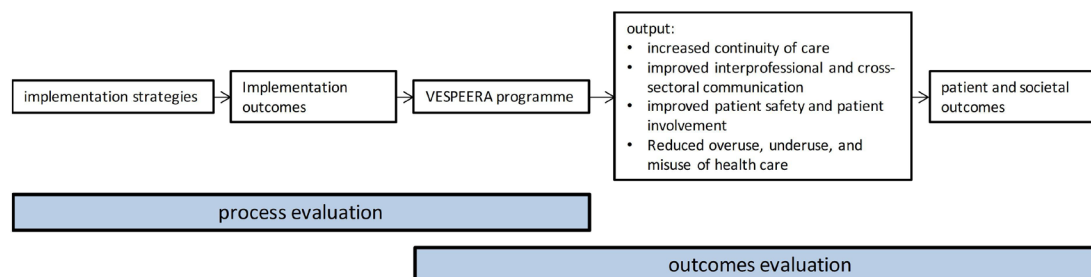 implementation strategies
Implementation
outcomes
VESPEERA programme
output:
• increased continuity of care
• improved interprofessional and cross-
sectoral communication
• improved patient safety and patient
involvement
• Reduced overuse, underuse, and
misuse of health care
patient and societal
outcomes
process evaluation
outcomes evaluation